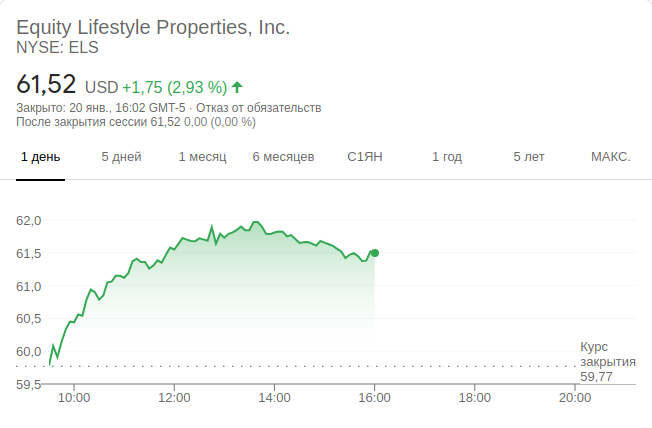 Equity Lifestyle Properties, Inc.
NYSE: ELS
61,52 USD +1,75 (2,93 %)
Закрыто: 20 янв., 16:02 GMT-5 · Отказ от обязательств
После закрытия сессии 61,52 0,00 (0,00 %)
1 день 5 дней 1 месяц 6 месяцев С1ЯН 1 год 5 лет МАКС.
62,0
61,5
61,0
60,5
60,0
59,5
Курс
закрытия
59,77
10:00 12:00 14:00 16:00 18:00 20:00